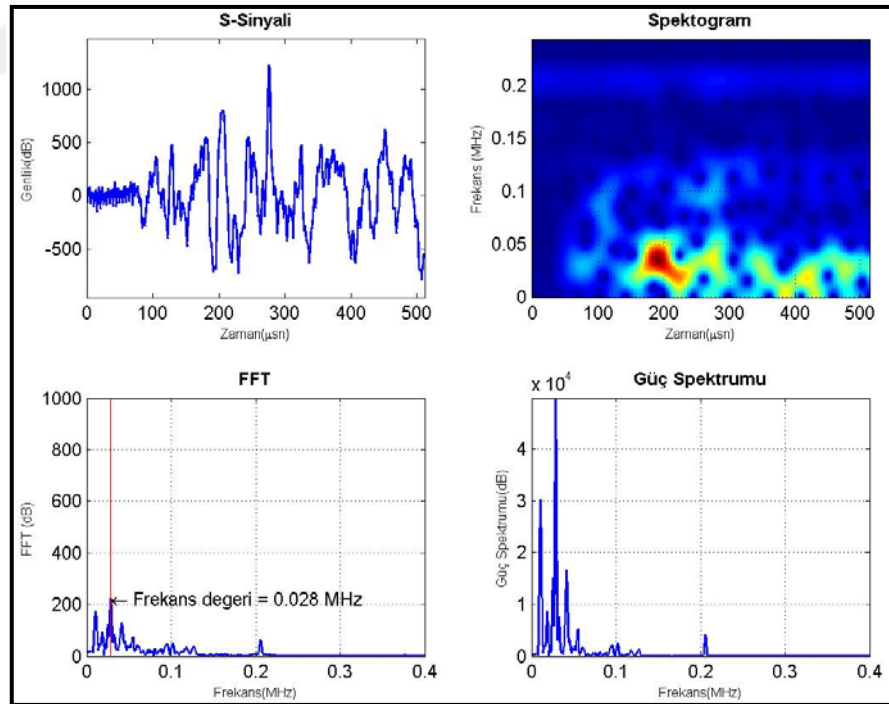 S-Sinyali
1000
500
0
-500
Genlik(dB)
0 100 200 300 400 500
Zaman(µsn)
Spektogram
0.2
0.15
0.1
0.05
0
Frekans (MHz)
0 100 200 300 400 500
Zaman(µsn)
FFT
1000
800
600
400
200
0
FFT (dB)
← Frekans degeri = 0.028 MHz
0 0.1 0.2 0.3 0.4
Frekans(MHz)
Güç Spektrumu
x 10⁴
4
3
2
1
0
Güç Spektrumu(dB)
0 0.1 0.2 0.3 0.4
Frekans(MHz)